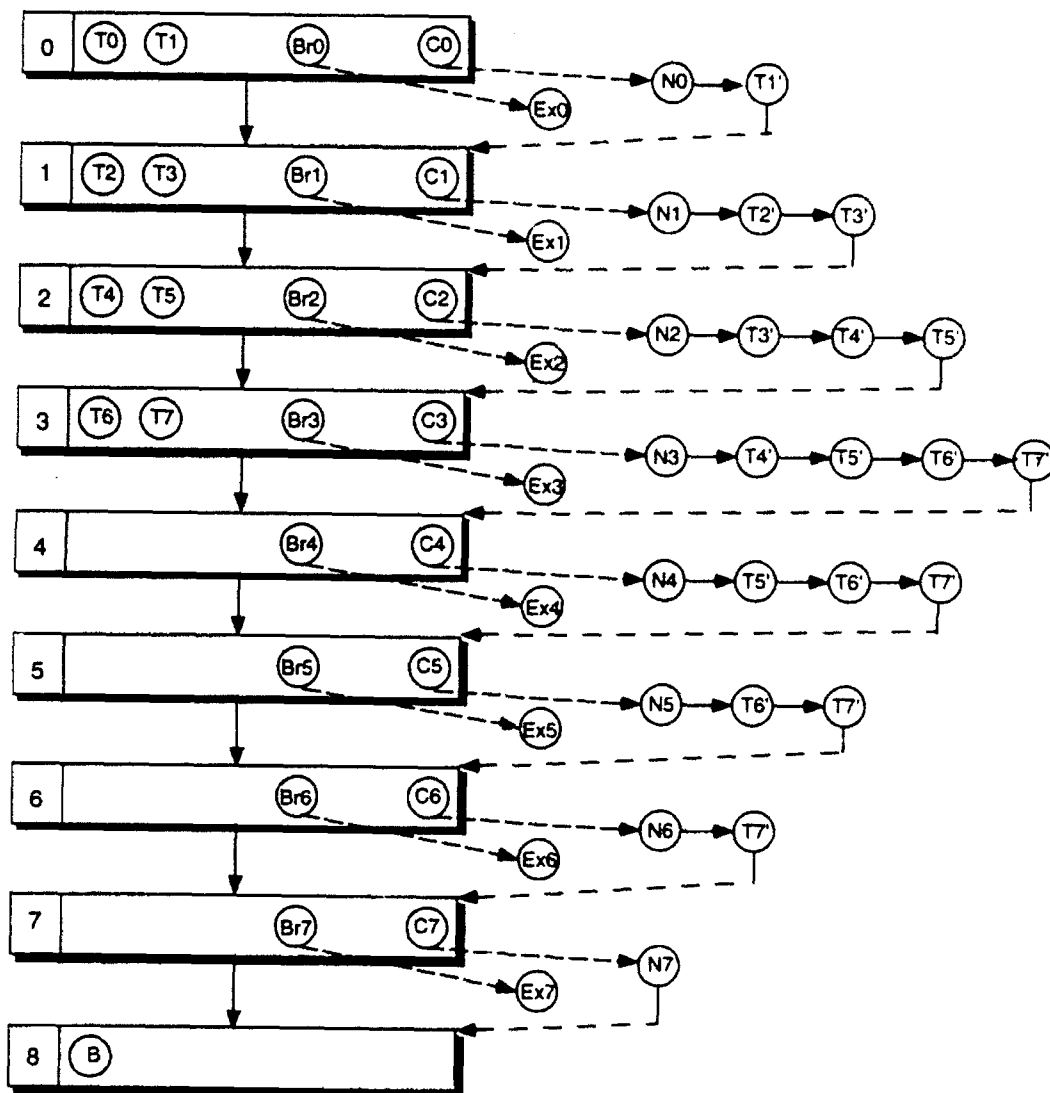 0 T0 T1 Br0 C0
N0 T1'
Ex0
1 T2 T3 Br1 C1
N1 T2' T3'
Ex1
2 T4 T5 Br2 C2
N2 T3' T4' T5'
Ex2
3 T6 T7 Br3 C3
N3 T4' T5' T6' T7'
Ex3
4 Br4 C4
N4 T5' T6' T7'
Ex4
5 Br5 C5
N5 T6' T7'
Ex5
6 Br6 C6
N6 T7'
Ex6
7 Br7 C7
N7
Ex7
8 B